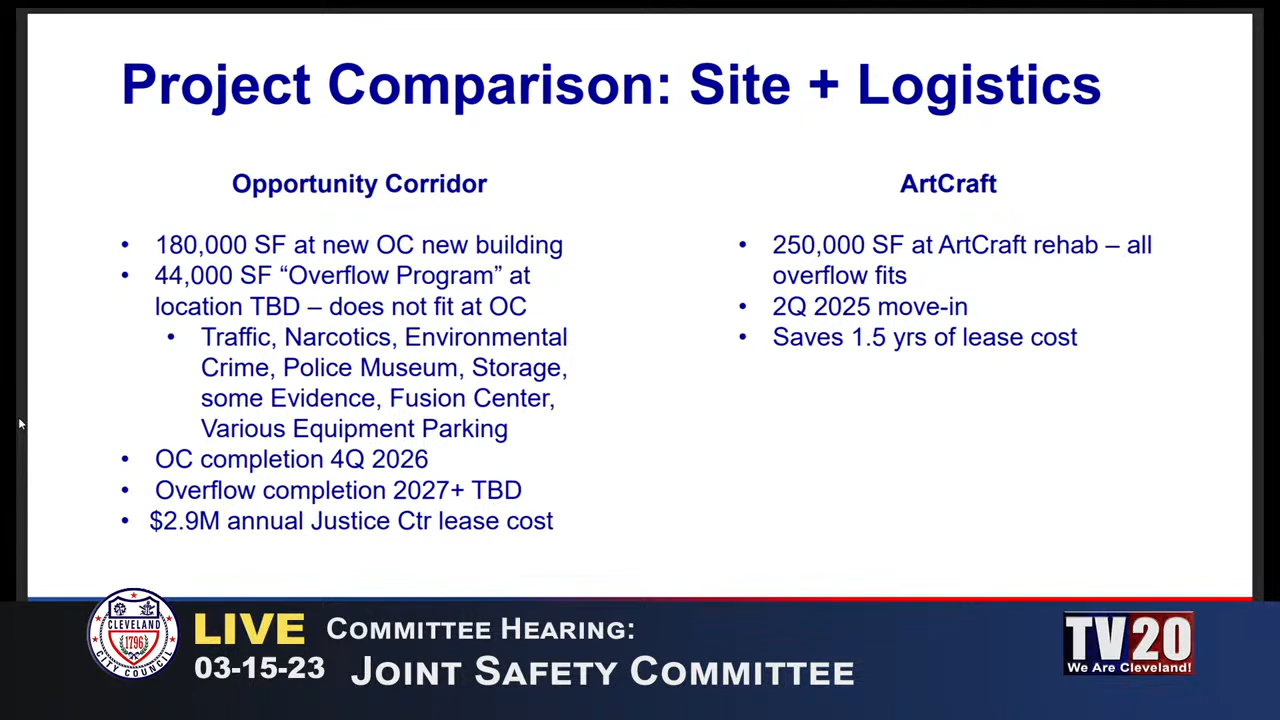 Project Comparison: Site + Logistics
Opportunity Corridor
• 180,000 SF at new OC new building
• 44,000 SF “Overflow Program” at
location TBD – does not fit at OC
• Traffic, Narcotics, Environmental
Crime, Police Museum, Storage,
some Evidence, Fusion Center,
Various Equipment Parking
• OC completion 4Q 2026
• Overflow completion 2027+ TBD
• $2.9M annual Justice Ctr lease cost
ArtCraft
• 250,000 SF at ArtCraft rehab – all
overflow fits
• 2Q 2025 move-in
• Saves 1.5 yrs of lease cost
CLEVELAND
1796
CITY COUNCIL
LIVE
03-15-23
COMMITTEE HEARING:
JOINT SAFETY COMMITTEE
TV20
We Are Cleveland!